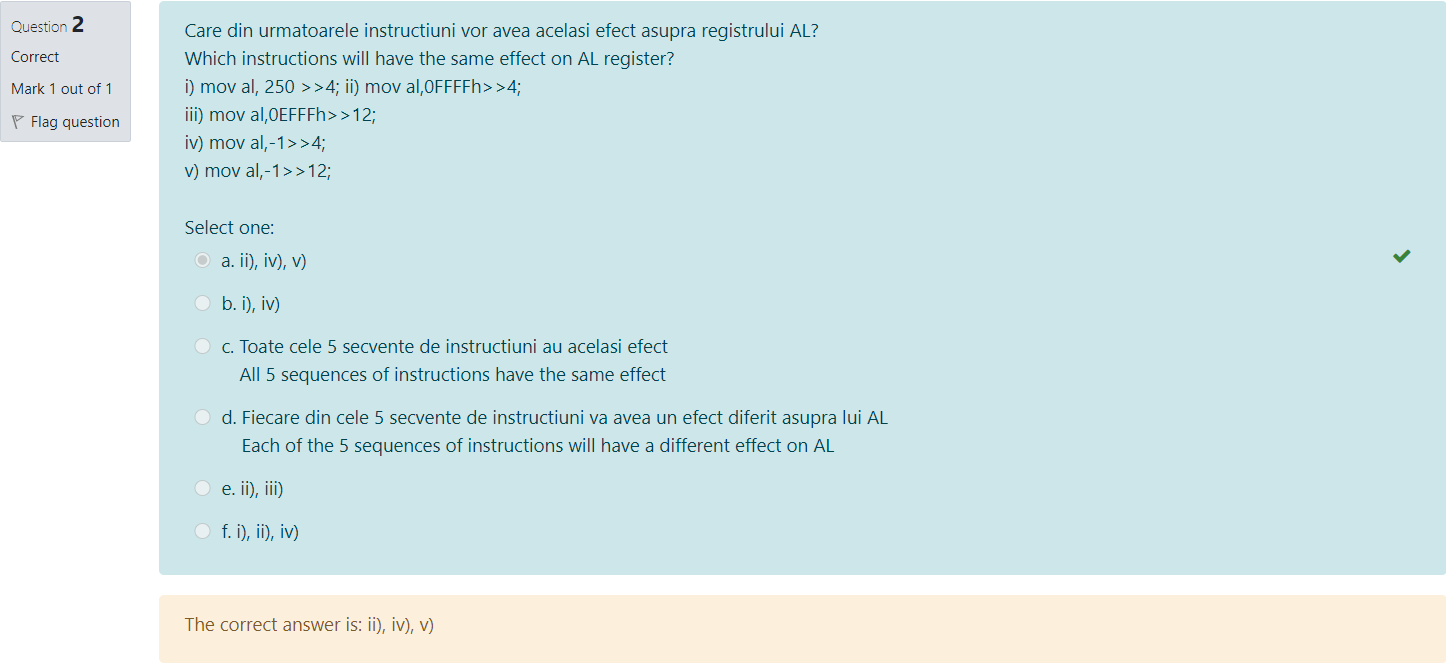 Question 2
Correct
Mark 1 out of 1
Flag question
Care din urmatoarele instructiuni vor avea acelasi efect asupra registrului AL?
Which instructions will have the same effect on AL register?
i) mov al, 250 >>4; ii) mov al,0FFFFh>>4;
iii) mov al,0EFFFh>>12;
iv) mov al,-1>>4;
v) mov al,-1>>12;
Select one:
a. ii), iv), v)
b. i), iv)
c. Toate cele 5 secvente de instructiuni au acelasi efect
All 5 sequences of instructions have the same effect
d. Fiecare din cele 5 secvente de instructiuni va avea un efect diferit asupra lui AL
Each of the 5 sequences of instructions will have a different effect on AL
e. ii), iii)
f. i), ii), iv)
The correct answer is: ii), iv), v)